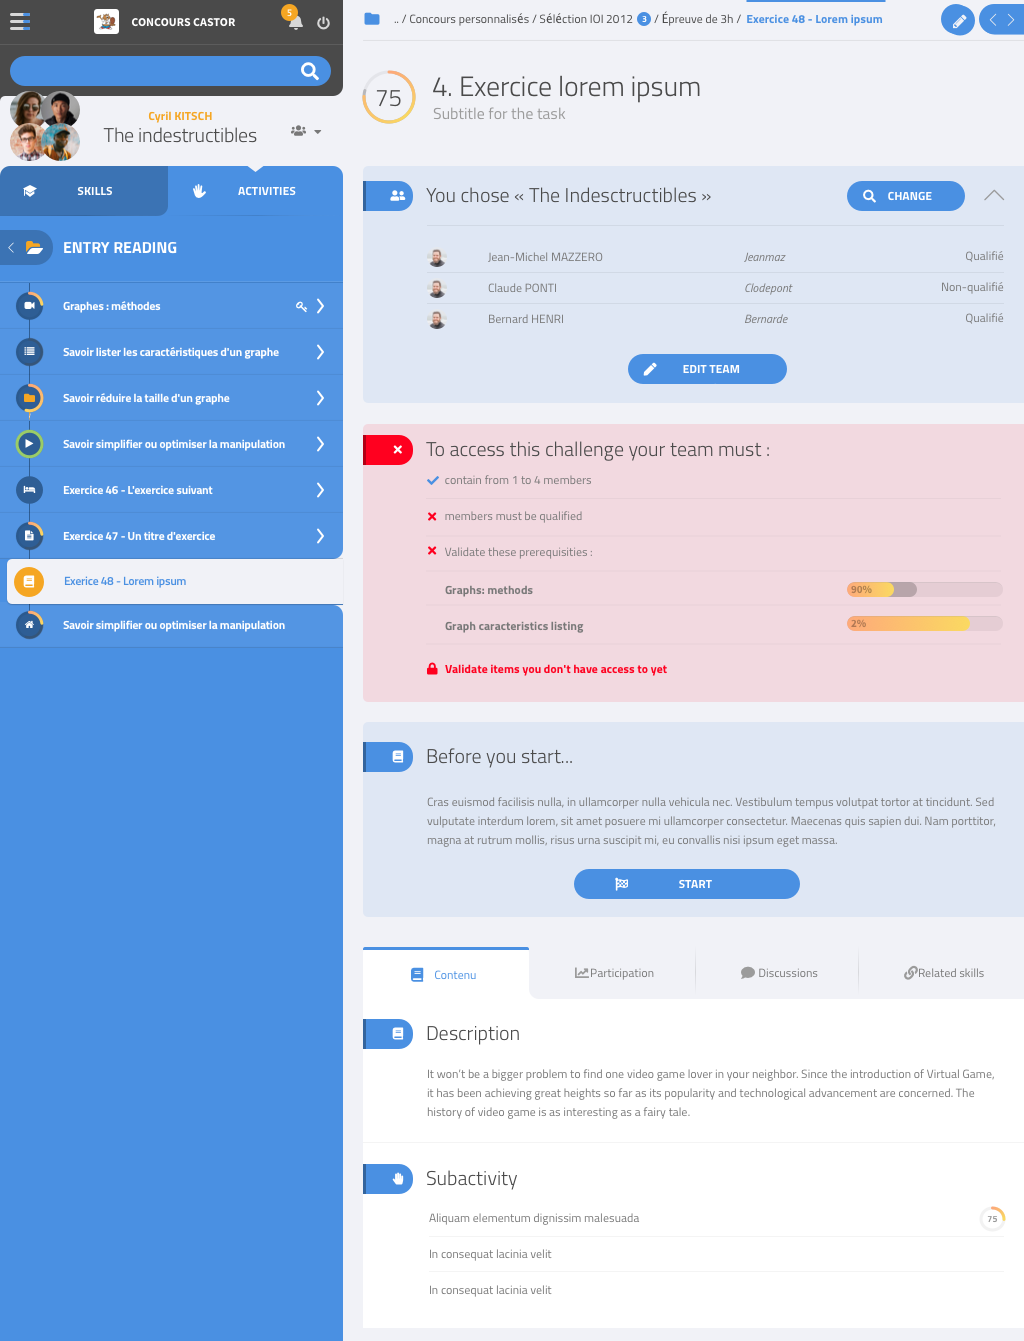 CONCOURS CASTOR
5
Cyril KITSCH
The indestructibles
SKILLS
ACTIVITIES
ENTRY READING
Graphes : méthodes
Savoir lister les caractéristiques d'un graphe
Savoir réduire la taille d'un graphe
Savoir simplifier ou optimiser la manipulation
Exercice 46 - L'exercice suivant
Exercice 47 - Un titre d'exercice
Exerice 48 - Lorem ipsum
Savoir simplifier ou optimiser la manipulation
.. / Concours personnalisés / Séléction IOI 2012 3 / Épreuve de 3h / Exercice 48 - Lorem ipsum
75
4. Exercice lorem ipsum
Subtitle for the task
You chose « The Indesctructibles »
CHANGE
Jean-Michel MAZZERO Jeanmaz Qualifié
Claude PONTI Clodepont Non-qualifié
Bernard HENRI Bernarde Qualifié
EDIT TEAM
To access this challenge your team must :
contain from 1 to 4 members
members must be qualified
Validate these prerequisities :
Graphs: methods 90%
Graph caracteristics listing 2%
Validate items you don't have access to yet
Before you start...
Cras euismod facilisis nulla, in ullamcorper nulla vehicula nec. Vestibulum tempus volutpat tortor at tincidunt. Sed
vulputate interdum lorem, sit amet posuere mi ullamcorper consectetur. Maecenas quis sapien dui. Nam porttitor,
magna at rutrum mollis, risus urna suscipit mi, eu convallis nisi ipsum eget massa.
START
Contenu
Participation
Discussions
Related skills
Description
It won't be a bigger problem to find one video game lover in your neighbor. Since the introduction of Virtual Game,
it has been achieving great heights so far as its popularity and technological advancement are concerned. The
history of video game is as interesting as a fairy tale.
Subactivity
Aliquam elementum dignissim malesuada 75
In consequat lacinia velit
In consequat lacinia velit